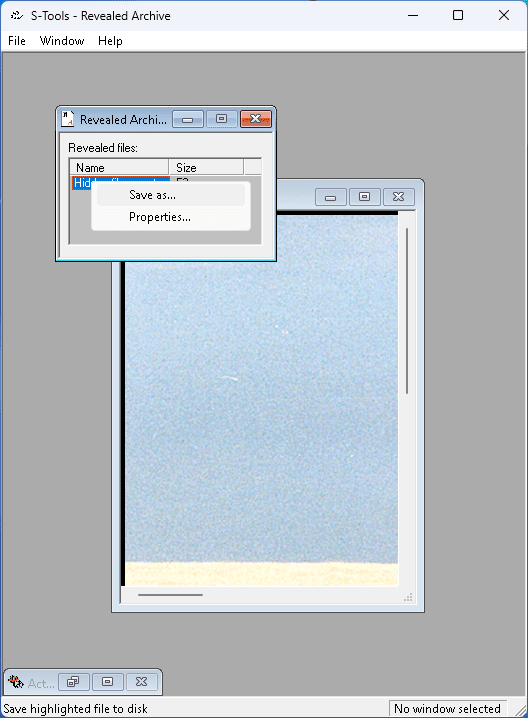 S-Tools - Revealed Archive
File Window Help
Revealed Archi...
Revealed files:
Name Size
Save as...
Properties...
Act...
Save highlighted file to disk
No window selected